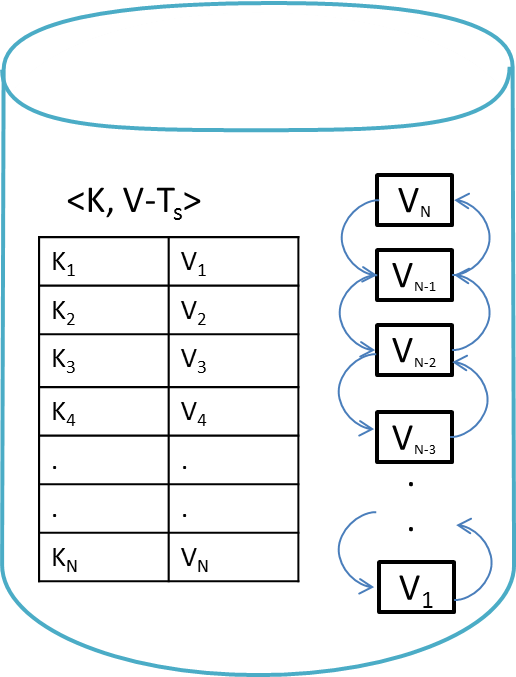 <K, V-Ts>
K1 V1
K2 V2
K3 V3
K4 V4
. .
. .
KN VN
VN
VN-1
VN-2
VN-3
.
.
V1